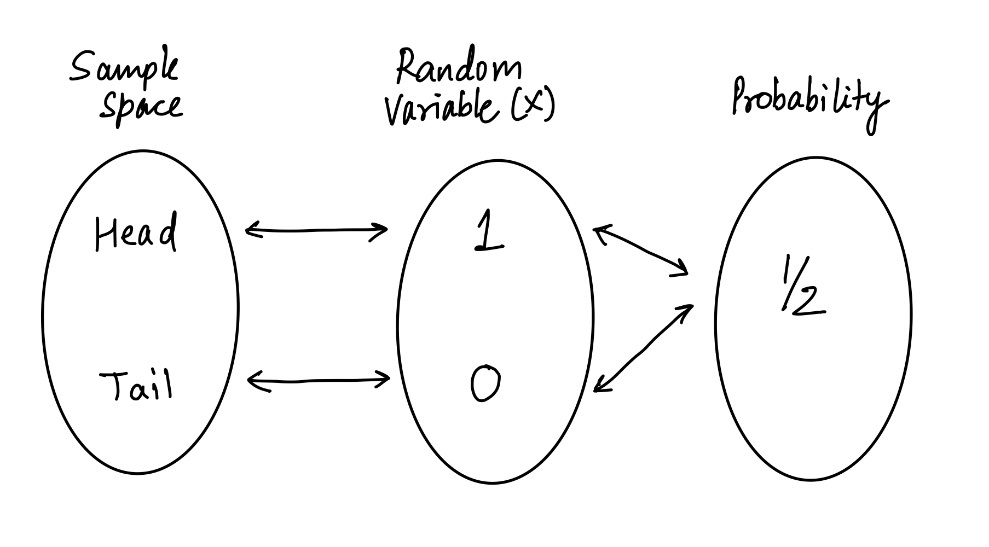 Sample
Space
Random
Variable (X)
Probability
Head
1
1/2
Tail
0